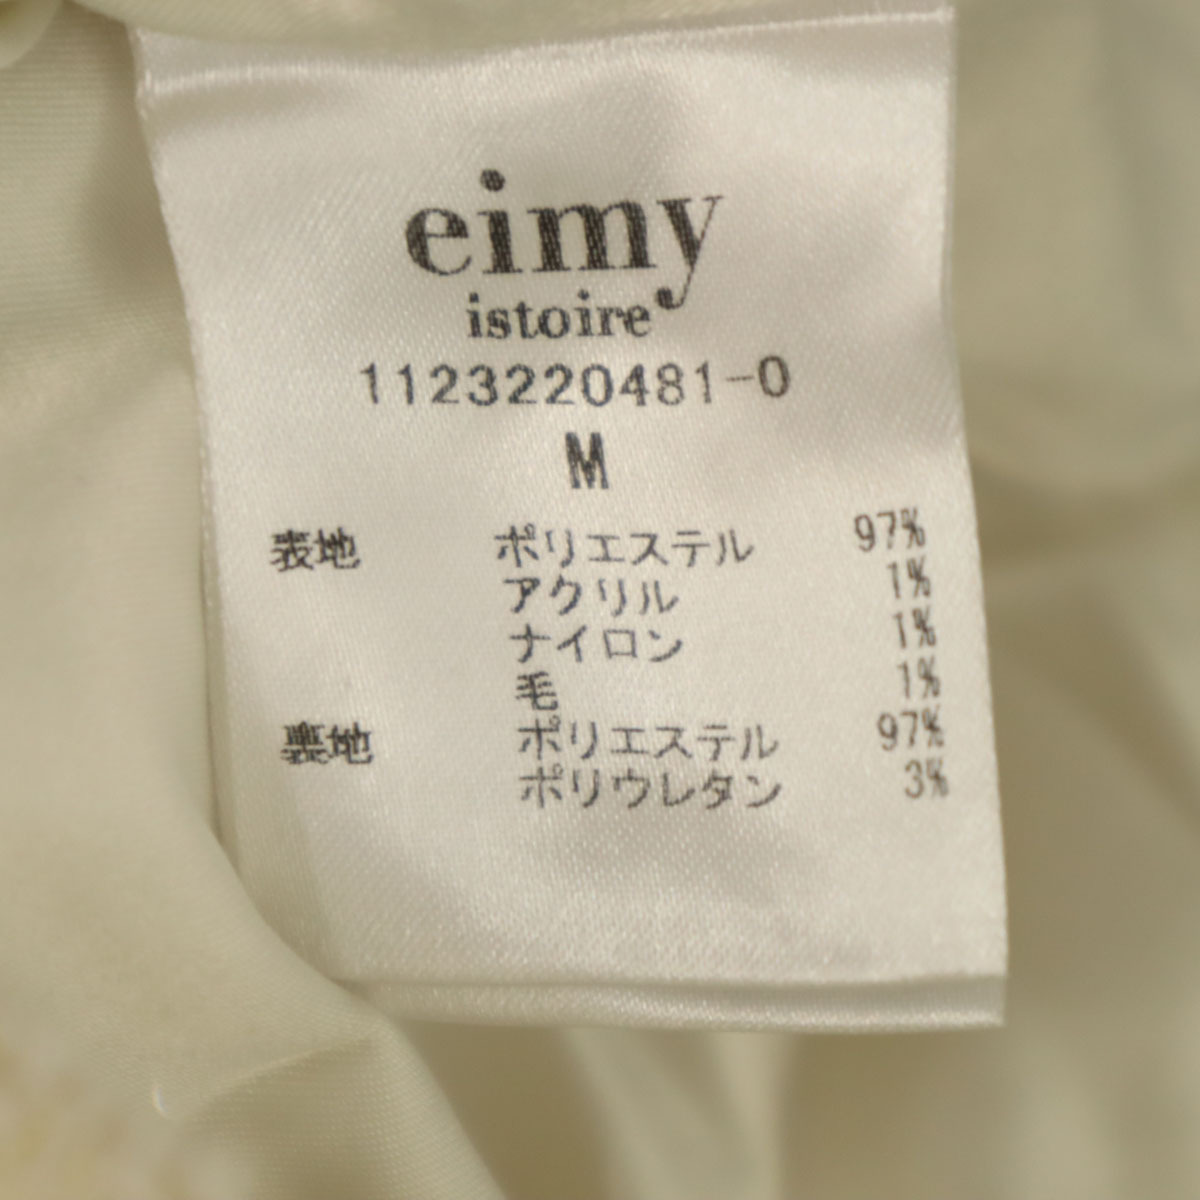 eimy
istoire
1123220481-0
M
表地 ポリエステル 97%
アクリル 1%
ナイロン 1%
毛 1%
裏地 ポリエステル 97%
ポリウレタン 3%